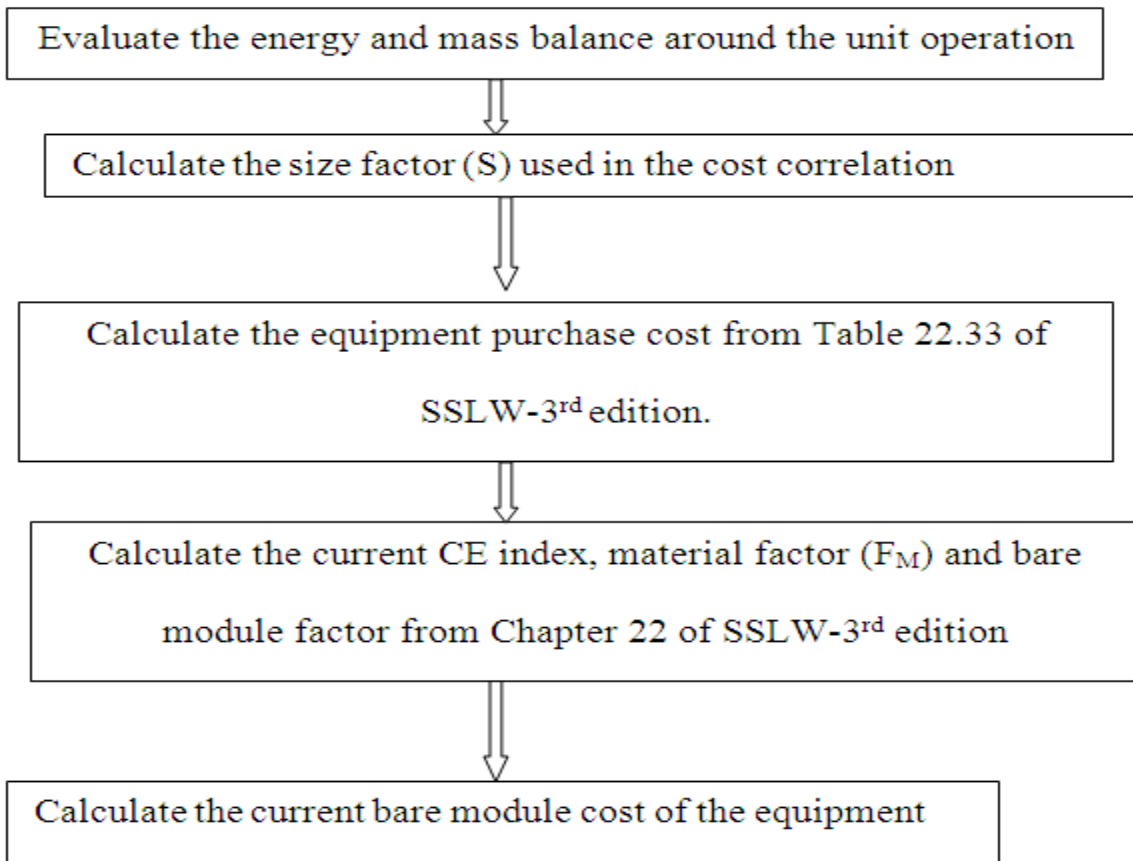 Evaluate the energy and mass balance around the unit operation
Calculate the size factor (S) used in the cost correlation
Calculate the equipment purchase cost from Table 22.33 of
SSLW-3rd edition.
Calculate the current CE index, material factor (FM) and bare
module factor from Chapter 22 of SSLW-3rd edition
Calculate the current bare module cost of the equipment